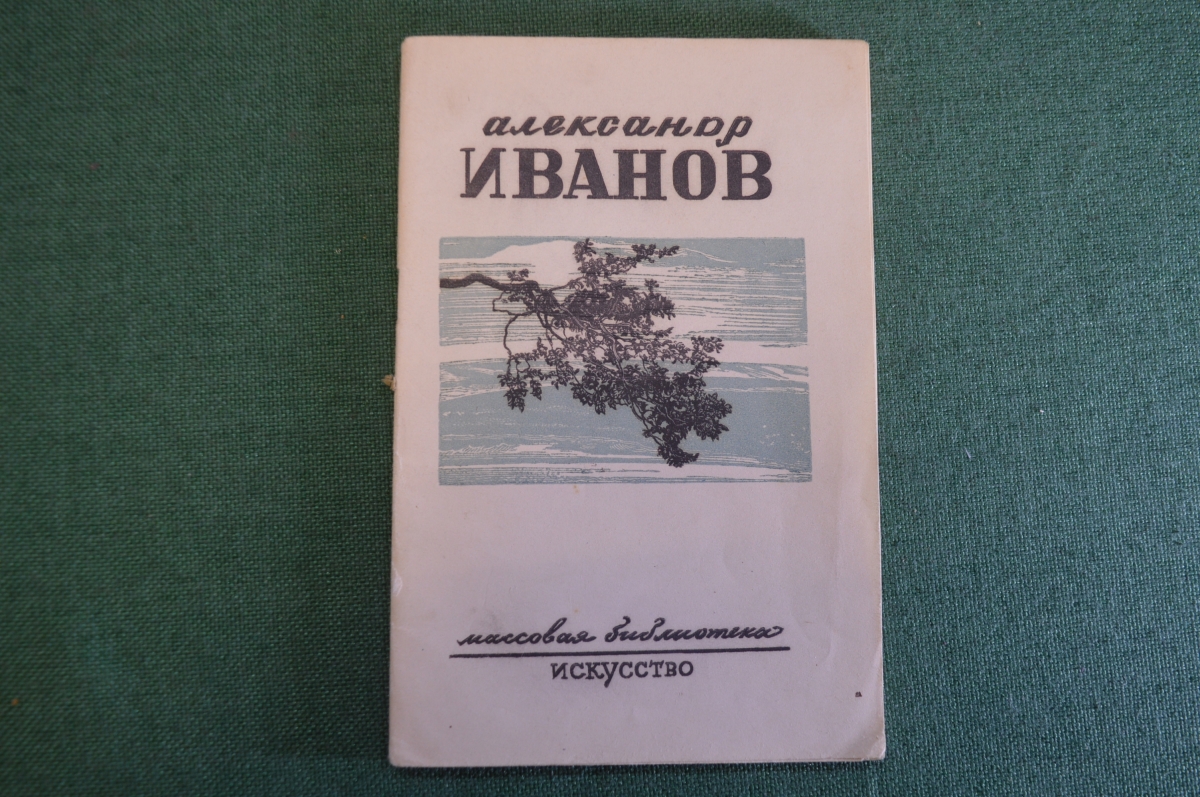 александр
ИВАНОВ
массовая библиотека
искусство